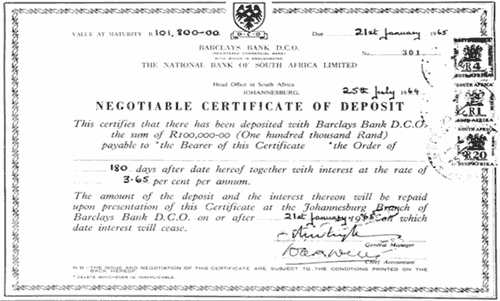 D·C·O
VALUE AT MATURITY R101,800-00 Due 21st January 1965
BARCLAYS BANK D.C.O.
(REGISTERED COMMERCIAL BANK)
WITH WHICH IS AMALGAMATED
No. 301
THE NATIONAL BANK OF SOUTH AFRICA LIMITED
R4
Head Office in South Africa
JOHANNESBURG.
25th July 1964
SOUTH AFRICA
R1
NEGOTIABLE CERTIFICATE OF DEPOSIT
This certifies that there has been deposited with Barclays Bank D.C.O.
the sum of R100,000-00 (One hundred thousand Rand)
payable to *the Bearer of this Certificate *the Order of
SOUTH AFRICA
R20
180 days after date hereof together with interest at the rate of
3·65 per cent per annum.
The amount of the deposit and the interest thereon will be repaid
upon presentation of this Certificate at the Johannesburg Branch of
Barclays Bank D.C.O. on or after 21st January 1965 on which
date interest will cease.
General Manager
Accountant
N B - THE ISSUE AND NEGOTIATION OF THIS CERTIFICATE ARE SUBJECT TO THE CONDITIONS PRINTED ON THE
BACK HEREOF.
* DELETE WHICHEVER IS INAPPLICABLE.